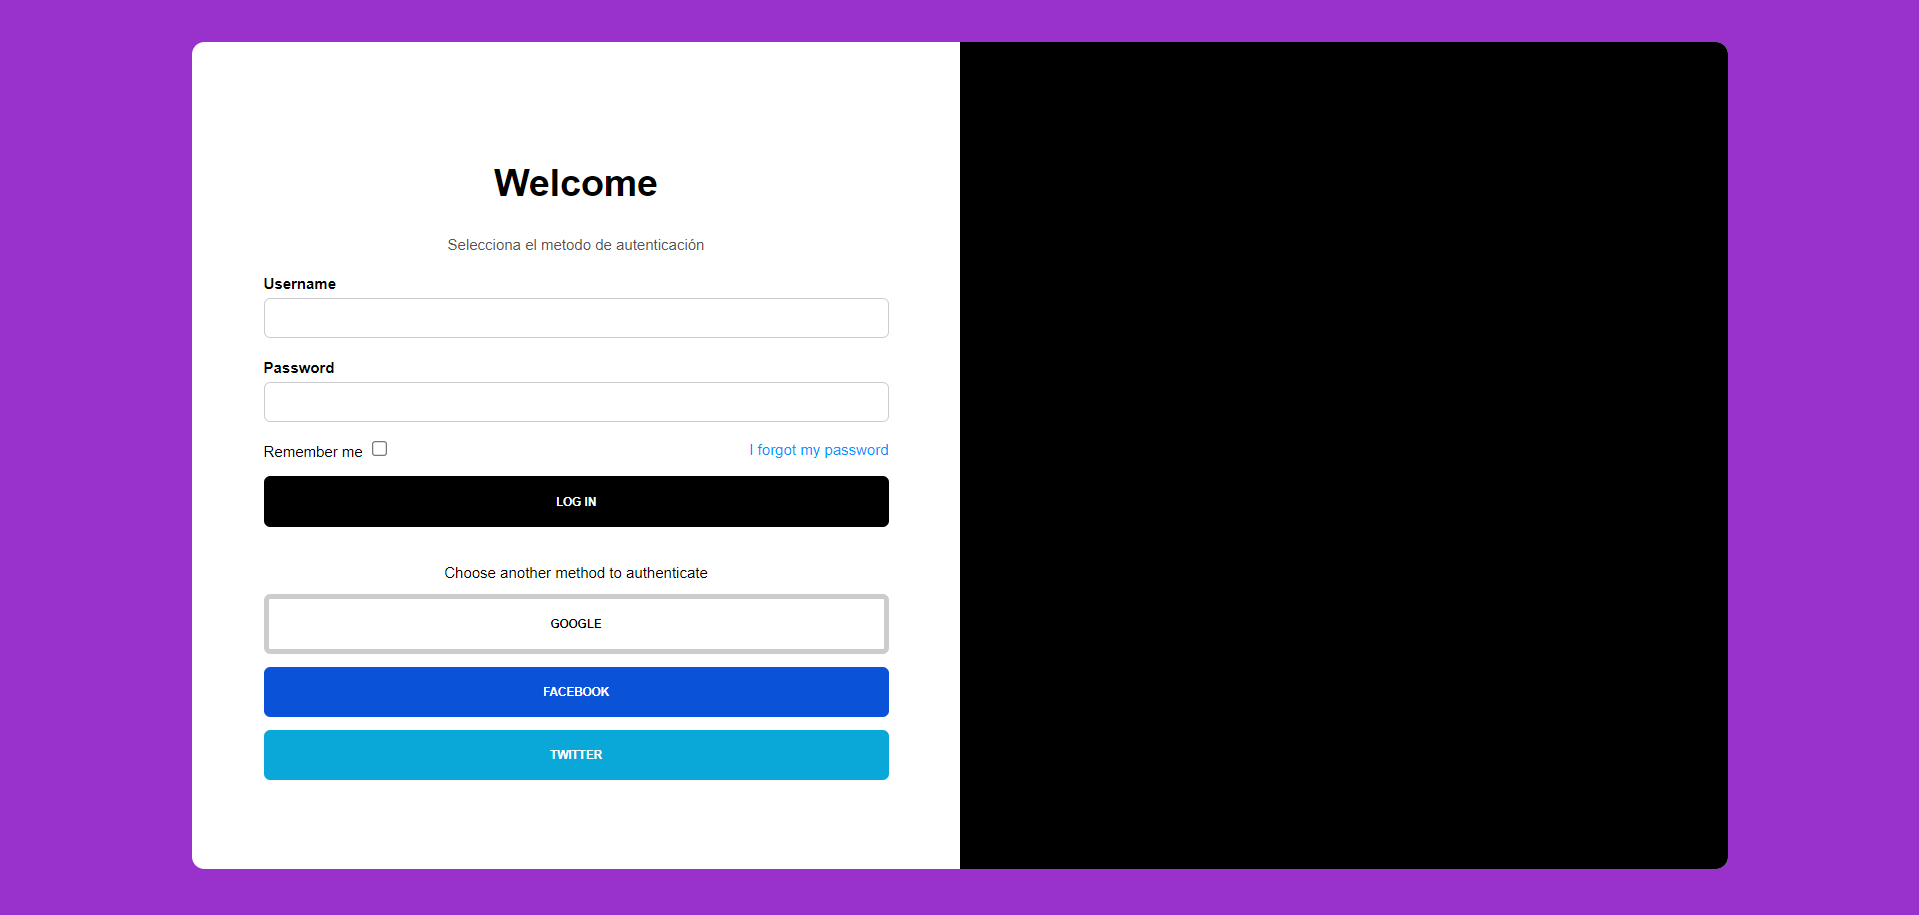 Welcome
Selecciona el metodo de autenticación
Username
Password
Remember me
I forgot my password
LOG IN
Choose another method to authenticate
GOOGLE
FACEBOOK
TWITTER